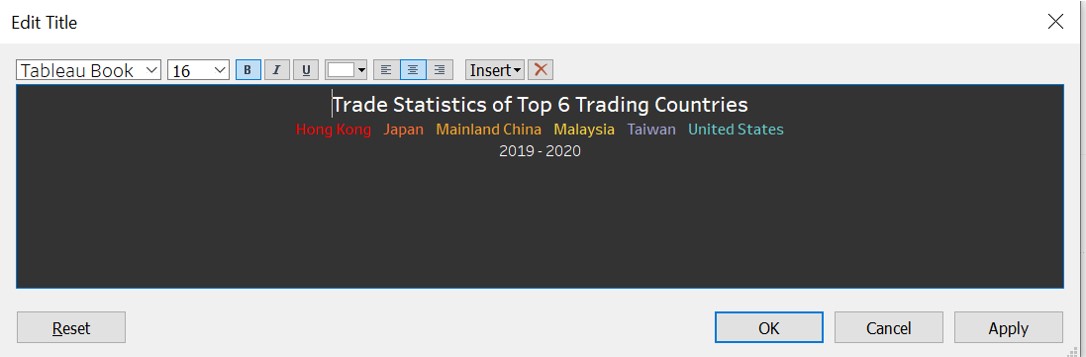 Edit Title
Tableau Book 16 B I U Insert
Trade Statistics of Top 6 Trading Countries
Hong Kong Japan Mainland China Malaysia Taiwan United States
2019 - 2020
Reset OK Cancel Apply